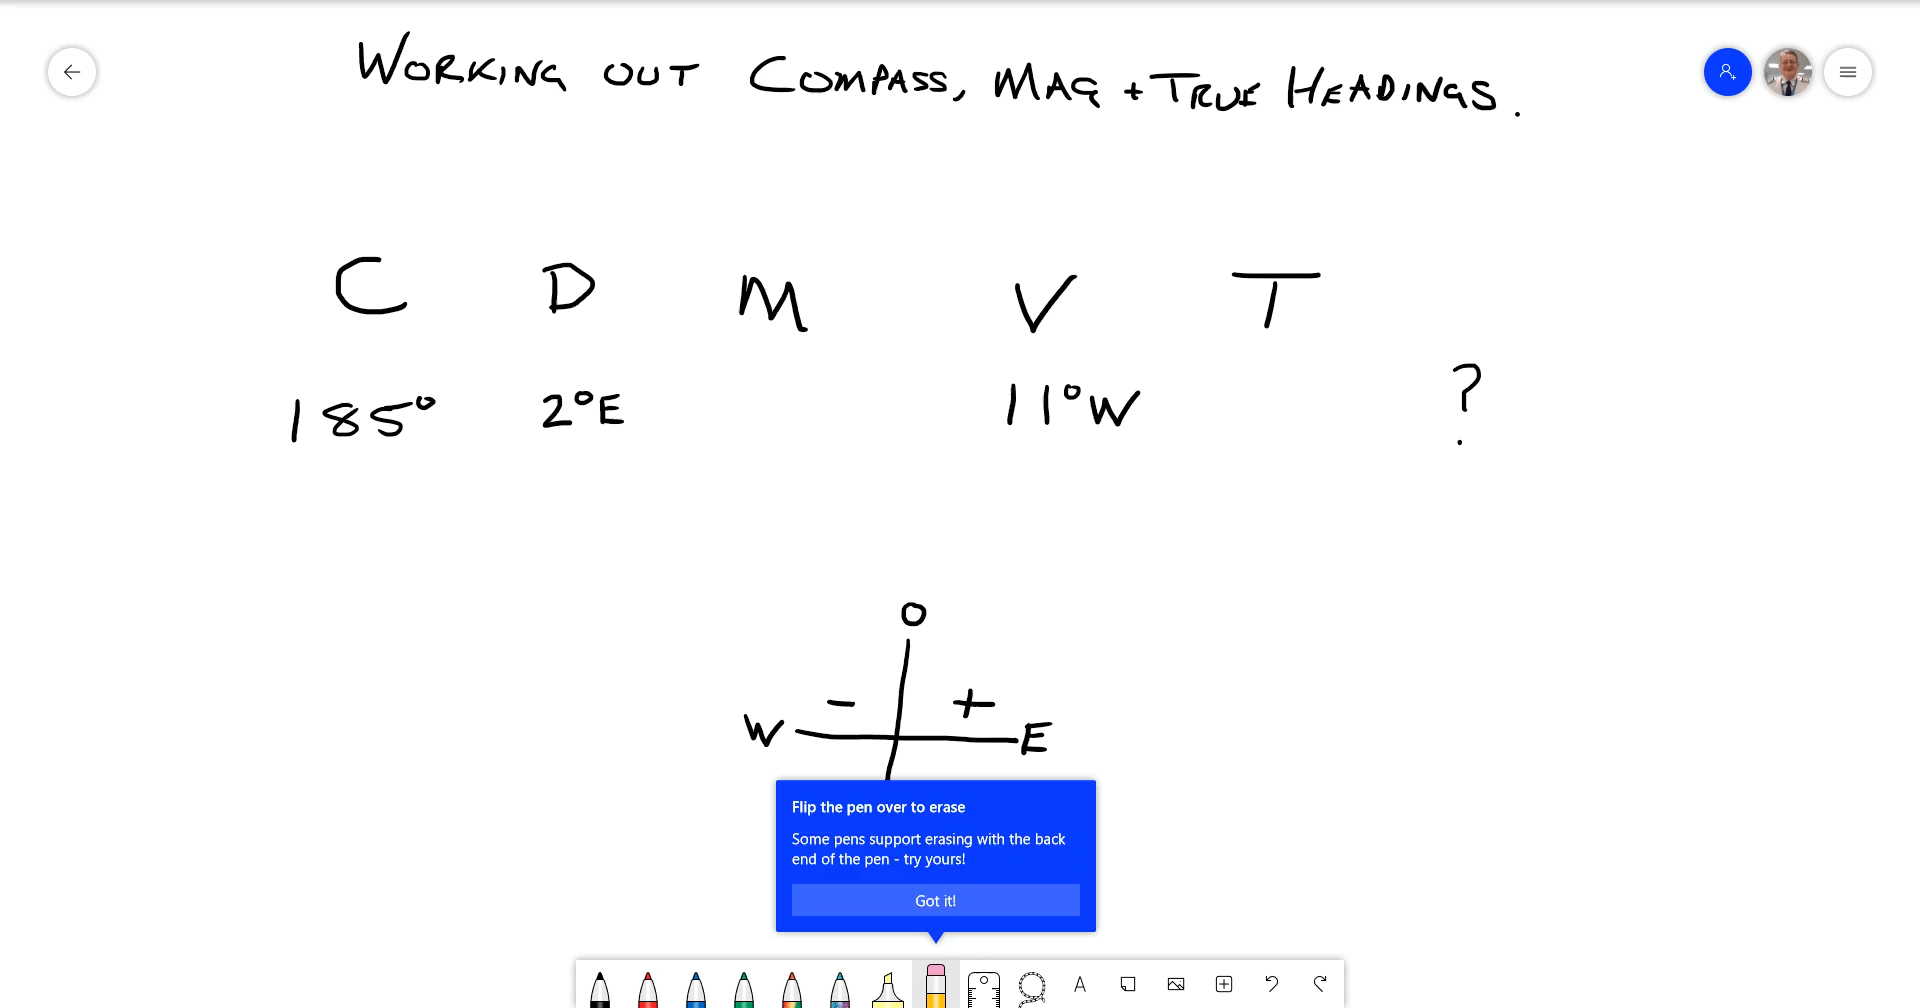 WORKING OUT COMPASS, MAG + TRUE HEADINGS.
C D M V T
185° 2°E 11°W ?
O
- +
W E
Flip the pen over to erase
Some pens support erasing with the back
end of the pen - try yours!
Got it!
A